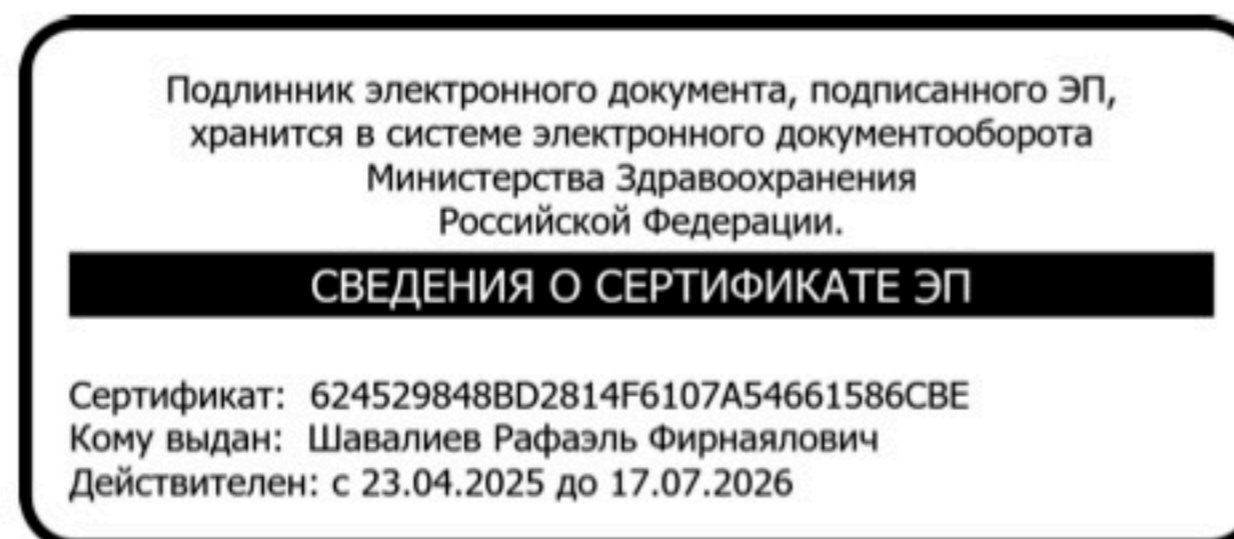 Подлинник электронного документа, подписанного ЭП,
хранится в системе электронного документооборота
Министерства Здравоохранения
Российской Федерации.
СВЕДЕНИЯ О СЕРТИФИКАТЕ ЭП
Сертификат: 624529848BD2814F6107A54661586CBE
Кому выдан: Шавалиев Рафаэль Фирнаялович
Действителен: с 23.04.2025 до 17.07.2026